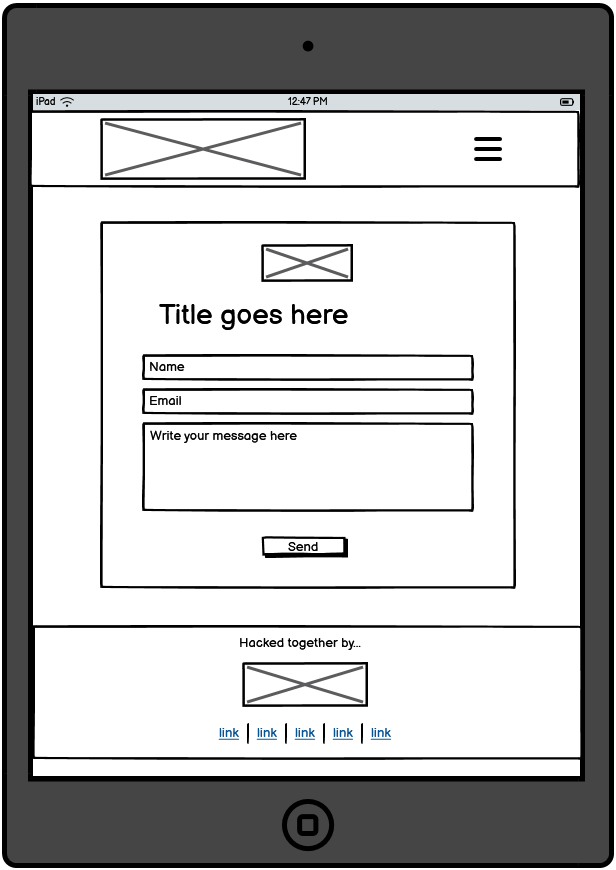 iPad 12:47 PM
Title goes here
Name
Email
Write your message here
Send
Hacked together by...
link link link link link